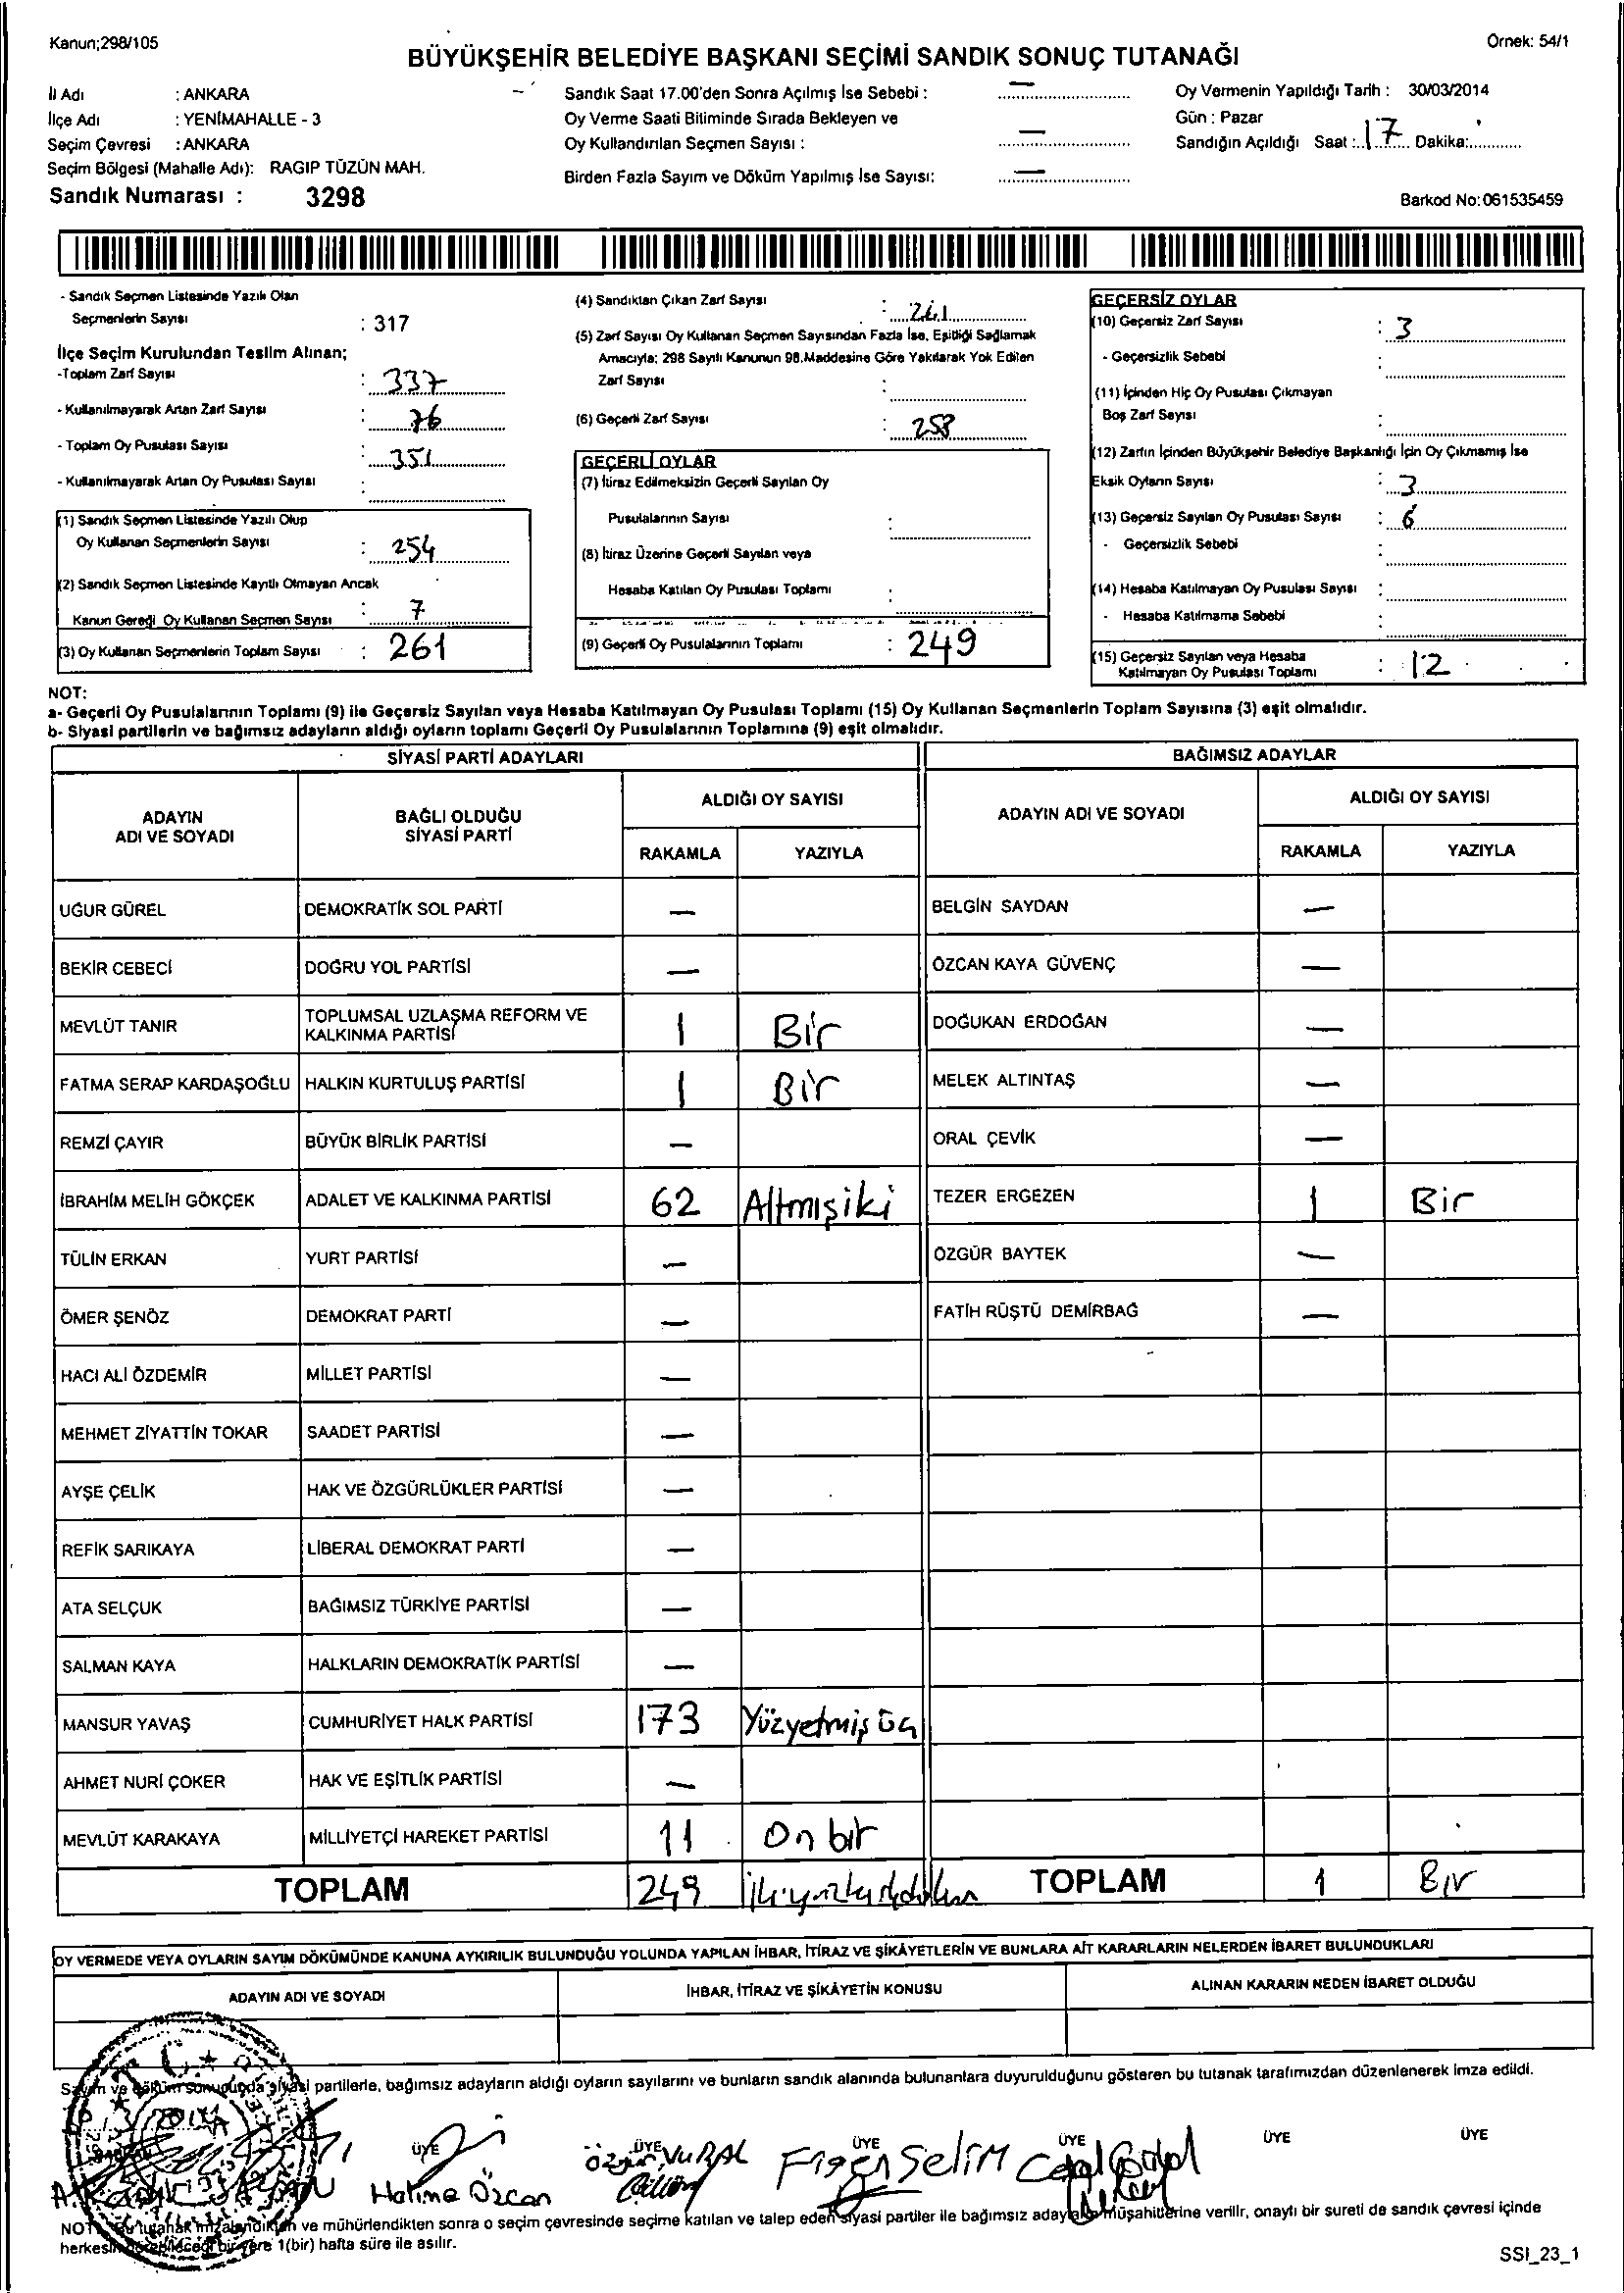 Kanun;298/105
Örnek: 54/1
BÜYÜKŞEHİR BELEDİYE BAŞKANI SEÇİMİ SANDIK SONUÇ TUTANAĞI
İl Adı : ANKARA
İlçe Adı : YENİMAHALLE - 3
Seçim Çevresi : ANKARA
Seçim Bölgesi (Mahalle Adı): RAGIP TÜZÜN MAH.
Sandık Numarası : 3298
Sandık Saat 17.00'den Sonra Açılmış İse Sebebi : —
Oy Verme Saati Bitiminde Sırada Bekleyen ve
Oy Kullandırılan Seçmen Sayısı : —
Birden Fazla Sayım ve Döküm Yapılmış İse Sayısı: —
Oy Vermenin Yapıldığı Tarih : 30/03/2014
Gün : Pazar
Sandığın Açıldığı Saat : 17 Dakika:
Barkod No:061535459
- Sandık Seçmen Listesinde Yazılı Olan
Seçmenlerin Sayısı : 317
İlçe Seçim Kurulundan Teslim Alınan;
-Toplam Zarf Sayısı : 337
- Kullanılmayarak Artan Zarf Sayısı : 76
- Toplam Oy Pusulası Sayısı : 351
- Kullanılmayarak Artan Oy Pusulası Sayısı :
(1) Sandık Seçmen Listesinde Yazılı Olup
Oy Kullanan Seçmenlerin Sayısı : 254
(2) Sandık Seçmen Listesinde Kayıtlı Olmayan Ancak
Kanun Gereği Oy Kullanan Seçmen Sayısı : 7
(3) Oy Kullanan Seçmenlerin Toplam Sayısı : 261
(4) Sandıktan Çıkan Zarf Sayısı : 261
(5) Zarf Sayısı Oy Kullanan Seçmen Sayısından Fazla İse, Eşitliği Sağlamak
Amacıyla; 298 Sayılı Kanunun 98.Maddesine Göre Yakılarak Yok Edilen
Zarf Sayısı :
(6) Geçerli Zarf Sayısı : 258
GEÇERLİ OYLAR
(7) İtiraz Edilmeksizin Geçerli Sayılan Oy
Pusulalarının Sayısı :
(8) İtiraz Üzerine Geçerli Sayılan veya
Hesaba Katılan Oy Pusulası Toplamı :
(9) Geçerli Oy Pusulalarının Toplamı : 249
GEÇERSİZ OYLAR
(10) Geçersiz Zarf Sayısı : 3
- Geçersizlik Sebebi :
(11) İçinden Hiç Oy Pusulası Çıkmayan
Boş Zarf Sayısı :
(12) Zarfın İçinden Büyükşehir Belediye Başkanlığı İçin Oy Çıkmamış İse
Eksik Oyların Sayısı : 3
(13) Geçersiz Sayılan Oy Pusulası Sayısı : 6
- Geçersizlik Sebebi :
(14) Hesaba Katılmayan Oy Pusulası Sayısı :
- Hesaba Katılmama Sebebi :
(15) Geçersiz Sayılan veya Hesaba
Katılmayan Oy Pusulası Toplamı : 12
NOT:
a- Geçerli Oy Pusulalarının Toplamı (9) ile Geçersiz Sayılan veya Hesaba Katılmayan Oy Pusulası Toplamı (15) Oy Kullanan Seçmenlerin Toplam Sayısına (3) eşit olmalıdır.
b- Siyasi partilerin ve bağımsız adayların aldığı oyların toplamı Geçerli Oy Pusulalarının Toplamına (9) eşit olmalıdır.
SİYASİ PARTİ ADAYLARI
ADAYIN
ADI VE SOYADI
BAĞLI OLDUĞU
SİYASİ PARTİ
ALDIĞI OY SAYISI
RAKAMLA YAZIYLA
UĞUR GÜREL DEMOKRATİK SOL PARTİ —
BEKİR CEBECİ DOĞRU YOL PARTİSİ —
MEVLÜT TANIR TOPLUMSAL UZLAŞMA REFORM VE
KALKINMA PARTİSİ 1 Bir
FATMA SERAP KARDAŞOĞLU HALKIN KURTULUŞ PARTİSİ 1 Bir
REMZİ ÇAYIR BÜYÜK BİRLİK PARTİSİ —
İBRAHİM MELİH GÖKÇEK ADALET VE KALKINMA PARTİSİ 62 Altmışiki
TÜLİN ERKAN YURT PARTİSİ —
ÖMER ŞENÖZ DEMOKRAT PARTİ —
HACI ALİ ÖZDEMİR MİLLET PARTİSİ —
MEHMET ZİYATTİN TOKAR SAADET PARTİSİ —
AYŞE ÇELİK HAK VE ÖZGÜRLÜKLER PARTİSİ —
REFİK SARIKAYA LİBERAL DEMOKRAT PARTİ —
ATA SELÇUK BAĞIMSIZ TÜRKİYE PARTİSİ —
SALMAN KAYA HALKLARIN DEMOKRATİK PARTİSİ —
MANSUR YAVAŞ CUMHURİYET HALK PARTİSİ 173 Yüzyetmiş üç
AHMET NURİ ÇOKER HAK VE EŞİTLİK PARTİSİ —
MEVLÜT KARAKAYA MİLLİYETÇİ HAREKET PARTİSİ 11 On bir
TOPLAM 249
BAĞIMSIZ ADAYLAR
ADAYIN ADI VE SOYADI
ALDIĞI OY SAYISI
RAKAMLA YAZIYLA
BELGİN SAYDAN —
ÖZCAN KAYA GÜVENÇ —
DOĞUKAN ERDOĞAN —
MELEK ALTINTAŞ —
ORAL ÇEVİK —
TEZER ERGEZEN 1 Bir
ÖZGÜR BAYTEK —
FATİH RÜŞTÜ DEMİRBAĞ —
TOPLAM 1 Bir
OY VERMEDE VEYA OYLARIN SAYIM DÖKÜMÜNDE KANUNA AYKIRILIK BULUNDUĞU YOLUNDA YAPILAN İHBAR, İTİRAZ VE ŞİKÂYETLERİN VE BUNLARA AİT KARARLARIN NELERDEN İBARET BULUNDUKLARI
ADAYIN ADI VE SOYADI
İHBAR, İTİRAZ VE ŞİKÂYETİN KONUSU
ALINAN KARARIN NEDEN İBARET OLDUĞU
Sayım ve döküm sonucunda siyasi partilerle, bağımsız adayların aldığı oyların sayılarını ve bunların sandık alanında bulunanlara duyurulduğunu gösteren bu tutanak tarafımızdan düzenlenerek imza edildi.
ÜYE ÜYE ÜYE ÜYE ÜYE ÜYE
Halime Özcan
Özgür VURAL
Figen Selim
NOT: Bu tutanak imzalandıktan ve mühürlendikten sonra o seçim çevresinde seçime katılan ve talep eden siyasi partiler ile bağımsız adayların müşahitlerine verilir, onaylı bir sureti de sandık çevresi içinde
herkesin görebileceği bir yere 1(bir) hafta süre ile asılır.
SSI_23_1